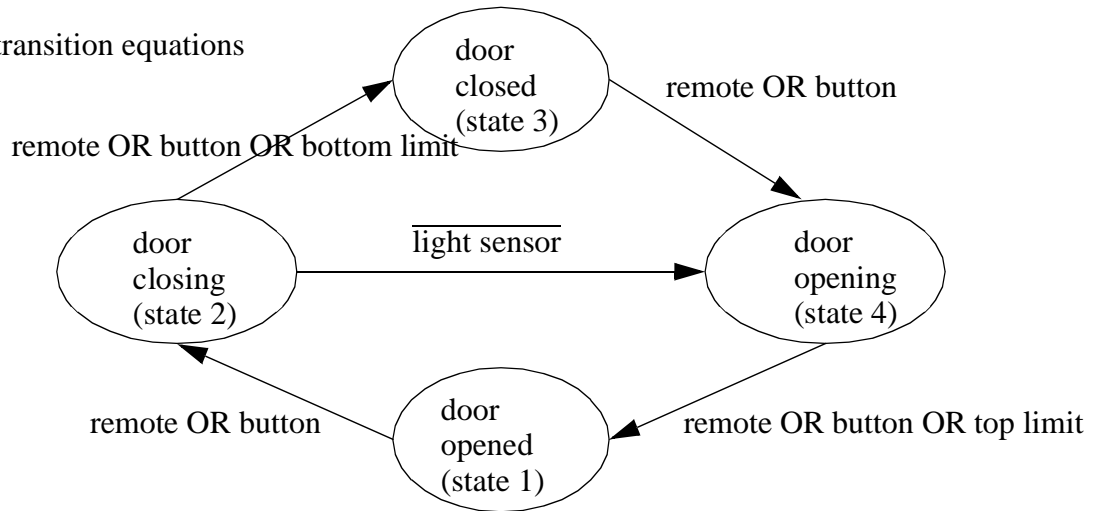 transition equations
door
closed
(state 3)
remote OR button
remote OR button OR bottom limit
light sensor
door
closing
(state 2)
door
opening
(state 4)
remote OR button
door
opened
(state 1)
remote OR button OR top limit